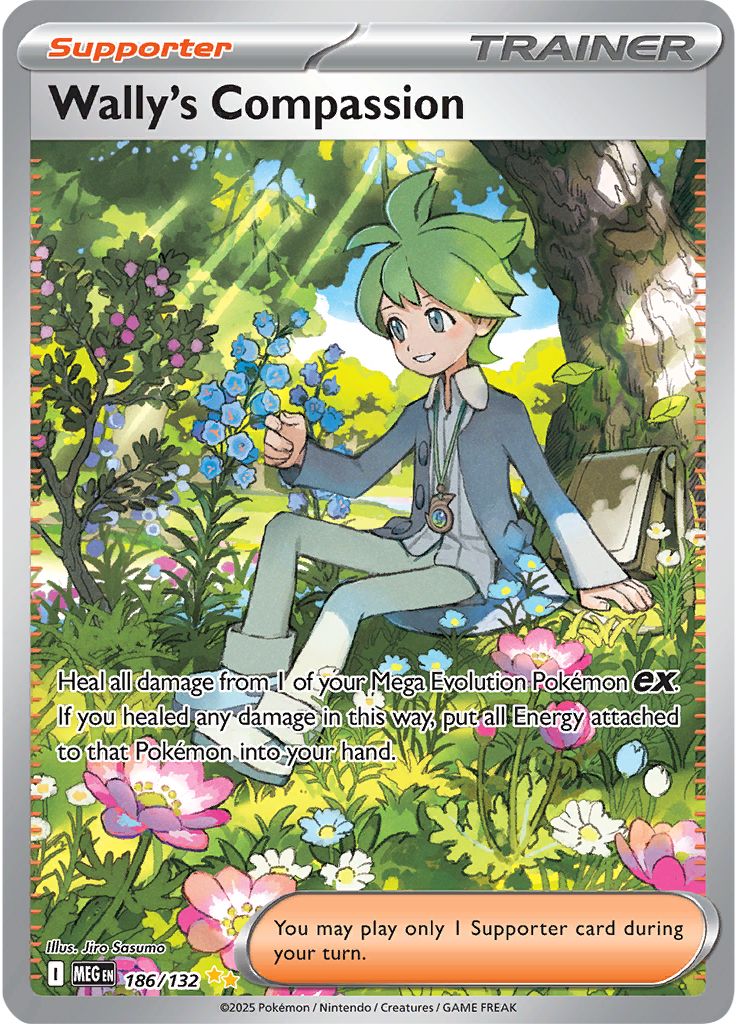 Supporter
TRAINER
Wally's Compassion
Heal all damage from 1 of your Mega Evolution Pokémon ex.
If you healed any damage in this way, put all Energy attached
to that Pokémon into your hand.
You may play only 1 Supporter card during
your turn.
Illus. Jiro Sasumo
I MEG EN 186/132
©2025 Pokémon / Nintendo / Creatures / GAME FREAK